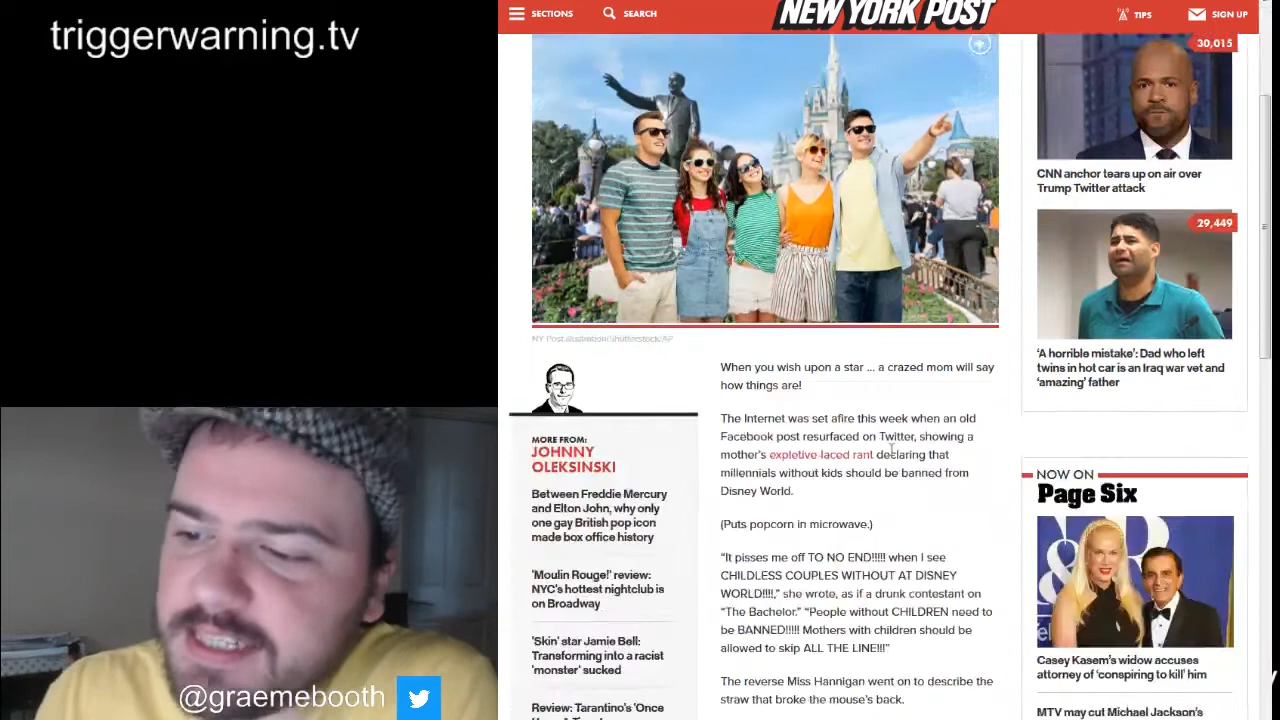 triggerwarning.tv
SECTIONS
SEARCH
NEW YORK POST
TIPS
SIGN UP
30,015
CNN anchor tears up on air over
Trump Twitter attack
29,449
‘A horrible mistake’: Dad who left
twins in hot car is an Iraq war vet and
‘amazing’ father
NY Post illustration/Shutterstock/AP
When you wish upon a star ... a crazed mom will say
how things are!
The Internet was set afire this week when an old
Facebook post resurfaced on Twitter, showing a
mother’s expletive-laced rant declaring that
millennials without kids should be banned from
Disney World.
(Puts popcorn in microwave.)
“It pisses me off TO NO END!!!!! when I see
CHILDLESS COUPLES WITHOUT AT DISNEY
WORLD!!!!,” she wrote, as if a drunk contestant on
“The Bachelor.” “People without CHILDREN need to
be BANNED!!!!! Mothers with children should be
allowed to skip ALL THE LINE!!!”
The reverse Miss Hannigan went on to describe the
straw that broke the mouse’s back.
MORE FROM:
JOHNNY
OLEKSINSKI
Between Freddie Mercury
and Elton John, why only
one gay British pop icon
made box office history
‘Moulin Rouge!’ review:
NYC’s hottest nightclub is
on Broadway
‘Skin’ star Jamie Bell:
Transforming into a racist
‘monster’ sucked
Review: Tarantino’s ‘Once
NOW ON
Page Six
Casey Kasem’s widow accuses
attorney of ‘conspiring to kill’ him
MTV may cut Michael Jackson’s
@graemebooth